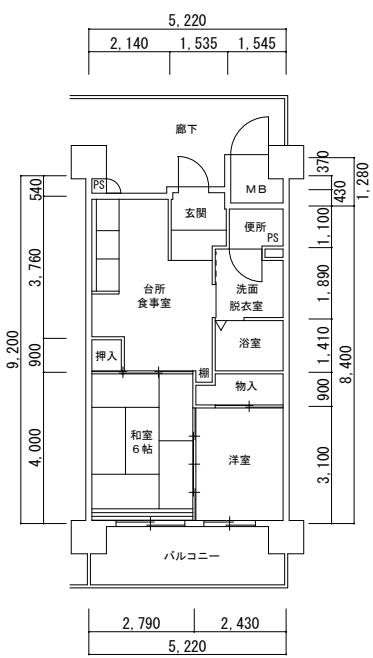 5,220
2,140
1,535
1,545
廊下
370
1,280
430
540
PS
MB
玄関
便所
PS
1,100
3,760
台所
食事室
洗面
脱衣室
1,890
9,200
8,400
浴室
1,410
押入
900
棚
物入
900
和室
6帖
洋室
4,000
3,100
バルコニー
2,790
2,430
5,220